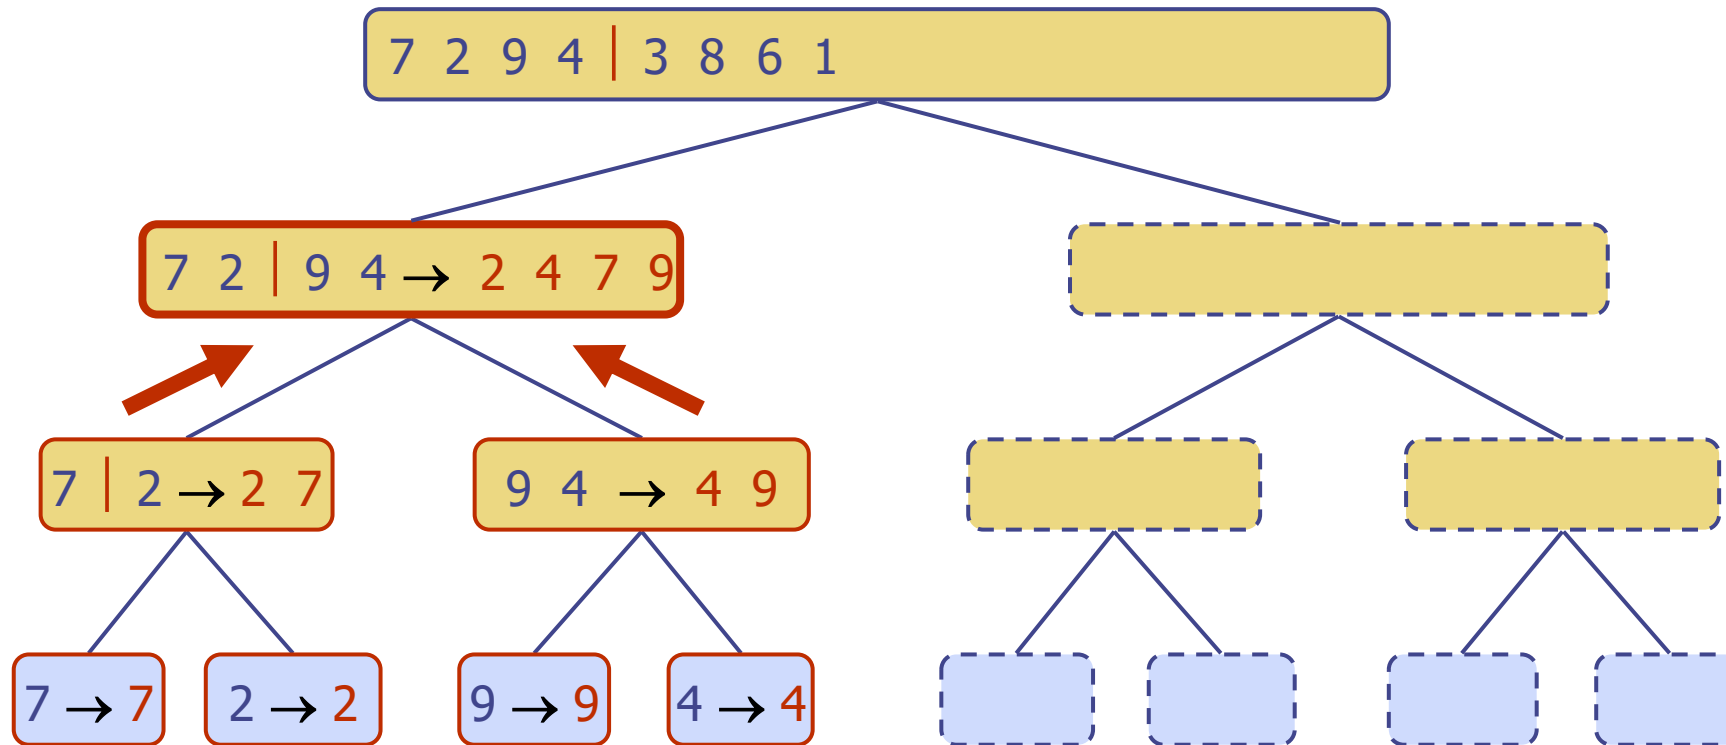 7 2 9 4 | 3 8 6 1
7 2 | 9 4 → 2 4 7 9
7 | 2 → 2 7
9 4 → 4 9
7 → 7
2 → 2
9 → 9
4 → 4